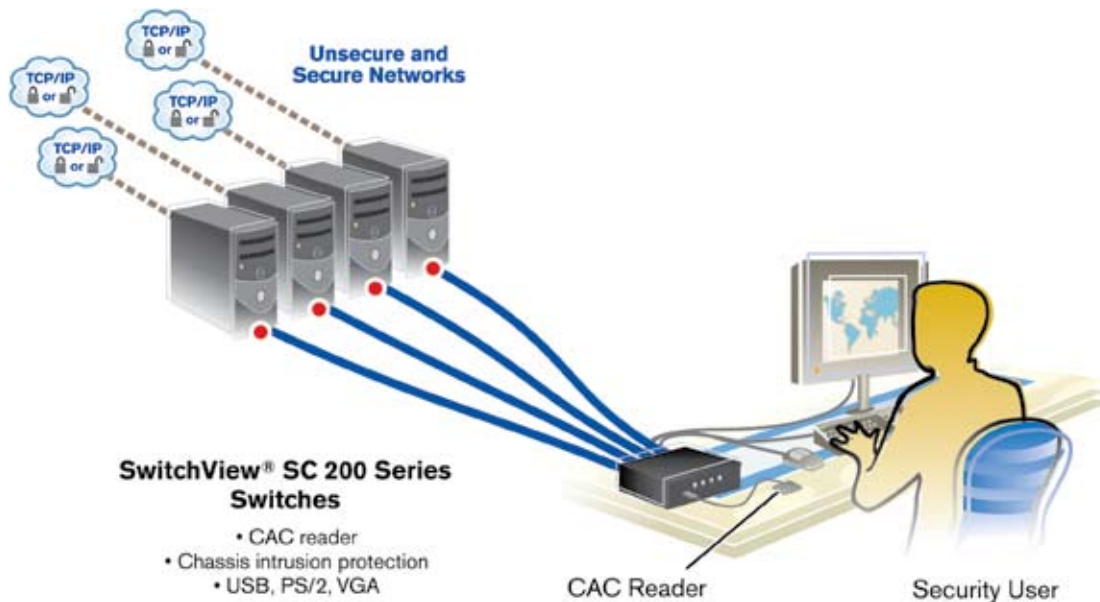 TCP/IP
or
TCP/IP
or
TCP/IP
or
TCP/IP
or
Unsecure and
Secure Networks
SwitchView® SC 200 Series
Switches
• CAC reader
• Chassis intrusion protection
• USB, PS/2, VGA
CAC Reader
Security User